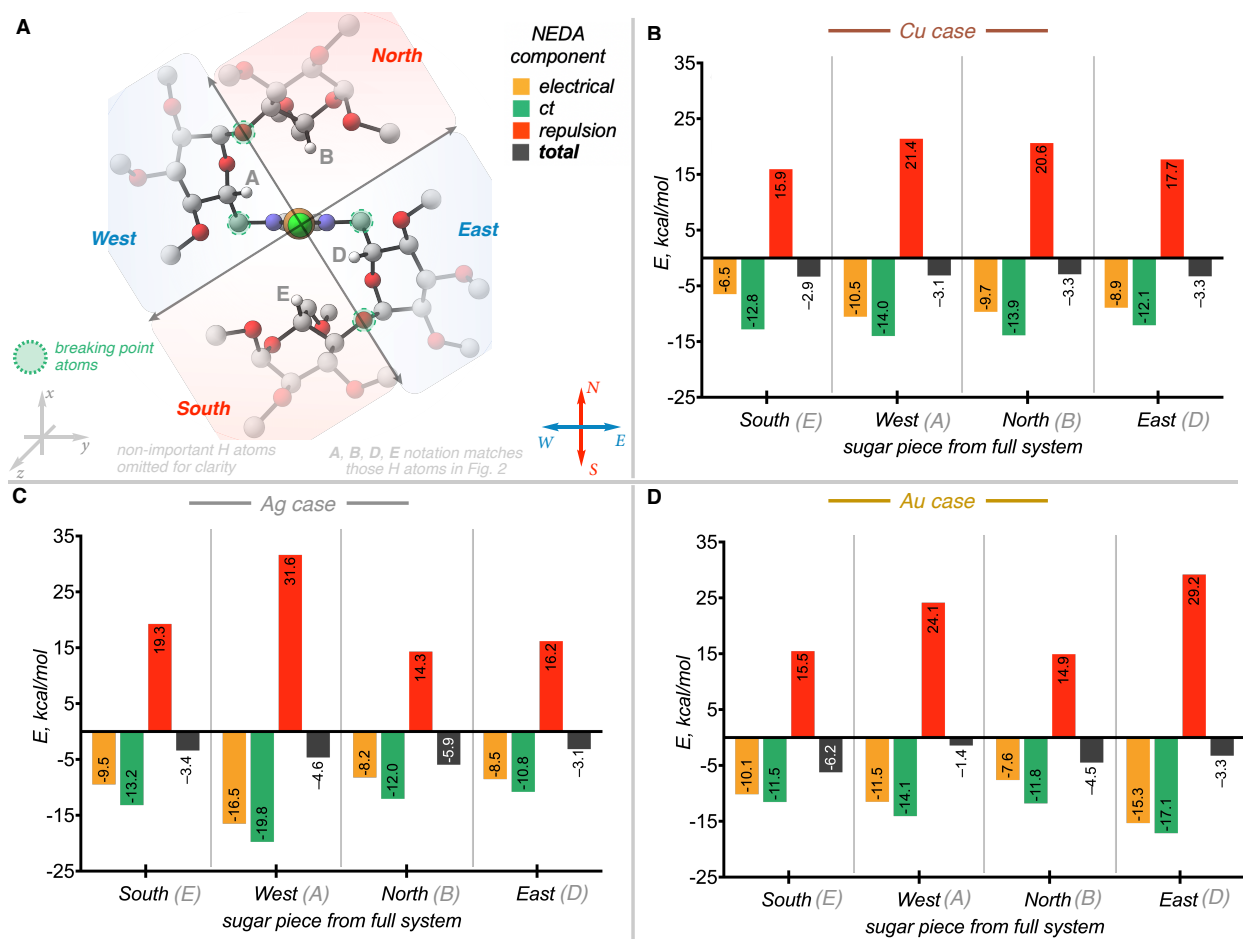 A
North
NEDA
component
electrical
ct
repulsion
total
B
A
West
East
D
E
breaking point
atoms
South
x
y
z
N
W
E
S
non-important H atoms
omitted for clarity
A, B, D, E notation matches
those H atoms in Fig. 2
B
Cu case
E, kcal/mol
35
25
15
5
-5
-15
-25
-6.5
-12.8
15.9
–2.9
-10.5
-14.0
21.4
–3.1
-9.7
-13.9
20.6
–3.3
-8.9
-12.1
17.7
–3.3
South (E)
West (A)
North (B)
East (D)
sugar piece from full system
C
Ag case
E, kcal/mol
35
25
15
5
-5
-15
-25
-9.5
-13.2
19.3
–3.4
-16.5
-19.8
31.6
–4.6
-8.2
-12.0
14.3
-5.9
-8.5
-10.8
16.2
–3.1
South (E)
West (A)
North (B)
East (D)
sugar piece from full system
D
Au case
E, kcal/mol
35
25
15
5
-5
-15
-25
-10.1
-11.5
15.5
-6.2
-11.5
-14.1
24.1
–1.4
-7.6
-11.8
14.9
–4.5
-15.3
-17.1
29.2
–3.3
South (E)
West (A)
North (B)
East (D)
sugar piece from full system